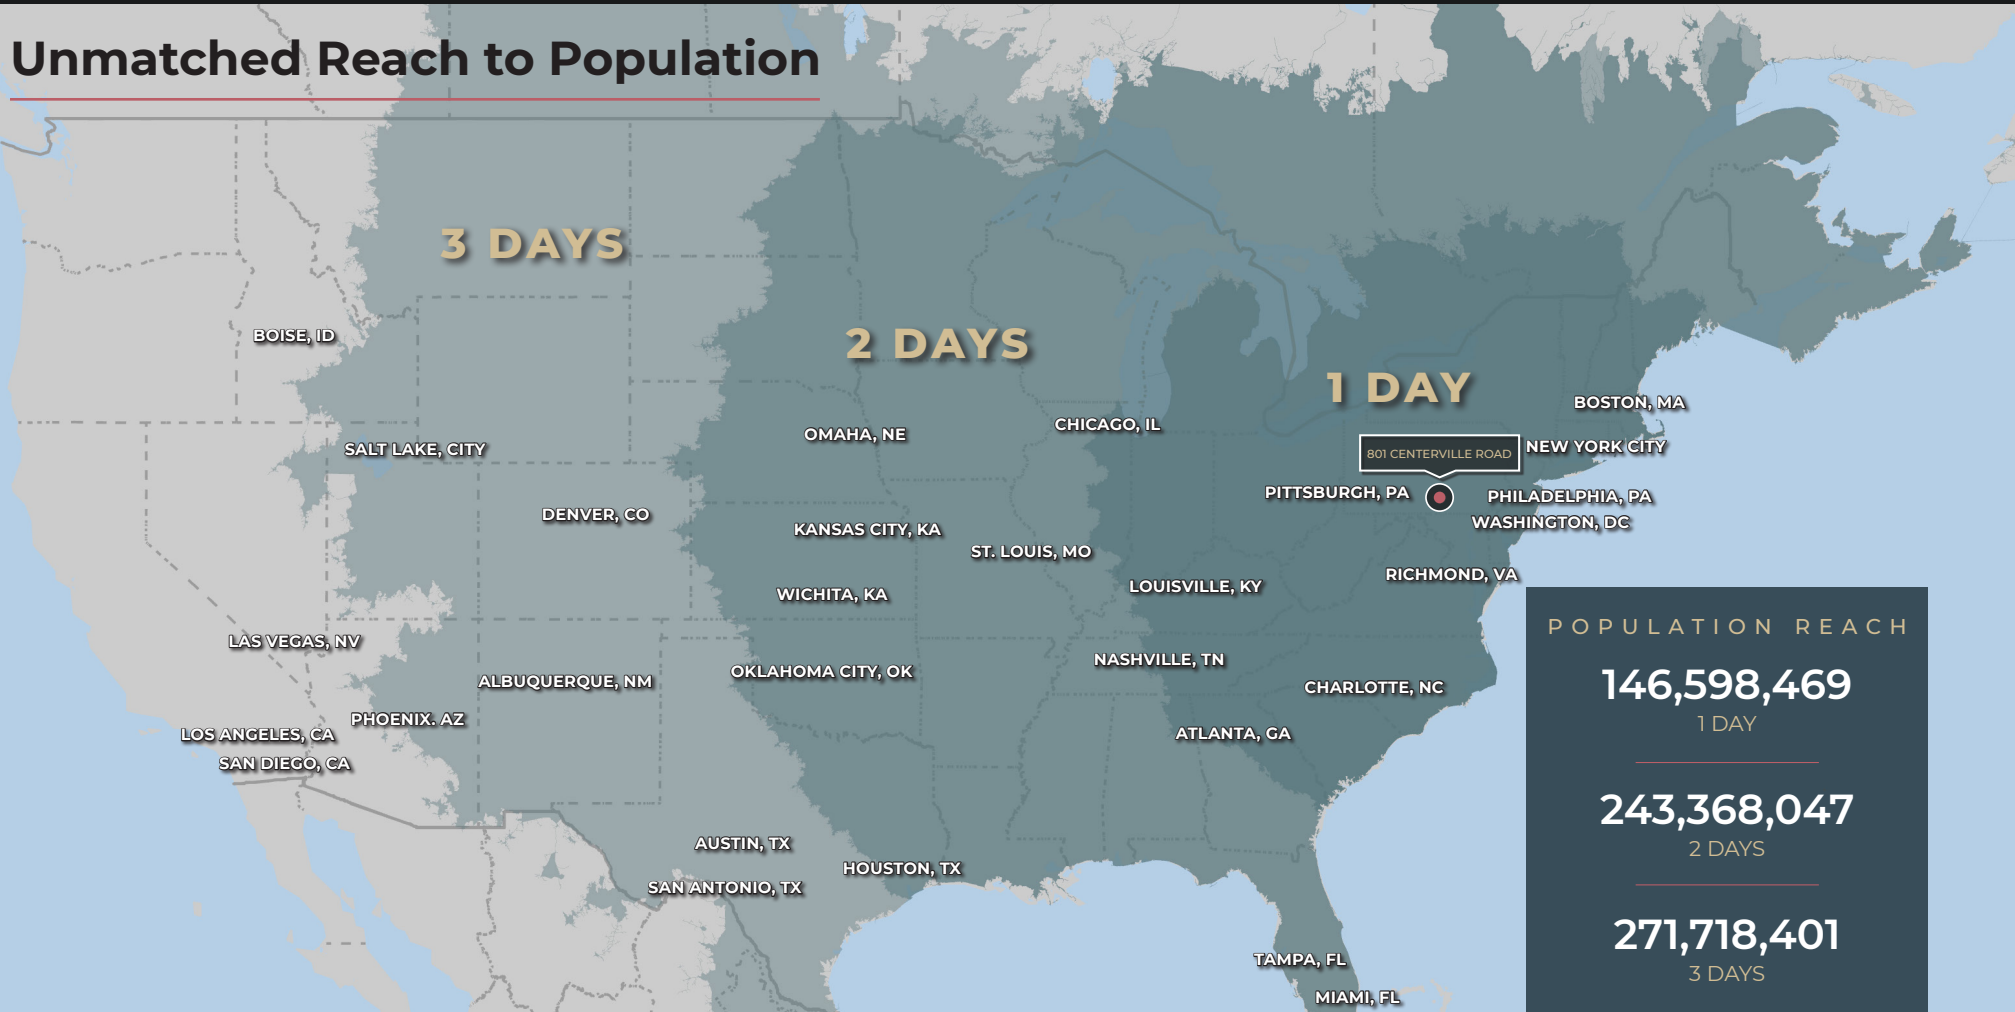 Unmatched Reach to Population
3 DAYS
2 DAYS
1 DAY
BOISE, ID
SALT LAKE, CITY
DENVER, CO
OMAHA, NE
CHICAGO, IL
BOSTON, MA
801 CENTERVILLE ROAD
NEW YORK CITY
PITTSBURGH, PA
PHILADELPHIA, PA
WASHINGTON, DC
KANSAS CITY, KA
ST. LOUIS, MO
RICHMOND, VA
WICHITA, KA
LOUISVILLE, KY
LAS VEGAS, NV
ALBUQUERQUE, NM
OKLAHOMA CITY, OK
NASHVILLE, TN
CHARLOTTE, NC
PHOENIX. AZ
LOS ANGELES, CA
SAN DIEGO, CA
ATLANTA, GA
AUSTIN, TX
HOUSTON, TX
SAN ANTONIO, TX
TAMPA, FL
MIAMI, FL
POPULATION REACH
146,598,469
1 DAY
243,368,047
2 DAYS
271,718,401
3 DAYS